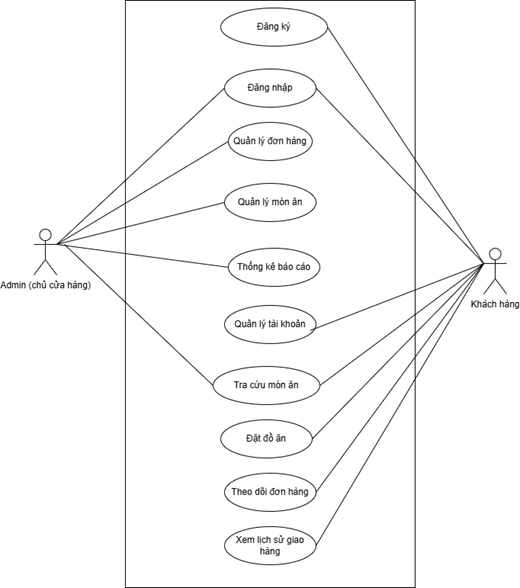 Đăng ký
Đăng nhập
Quản lý đơn hàng
Quản lý món ăn
Admin (chủ cửa hàng)
Thống kê báo cáo
Khách hàng
Quản lý tài khoản
Tra cứu món ăn
Đặt đồ ăn
Theo dõi đơn hàng
Xem lịch sử giao
hàng